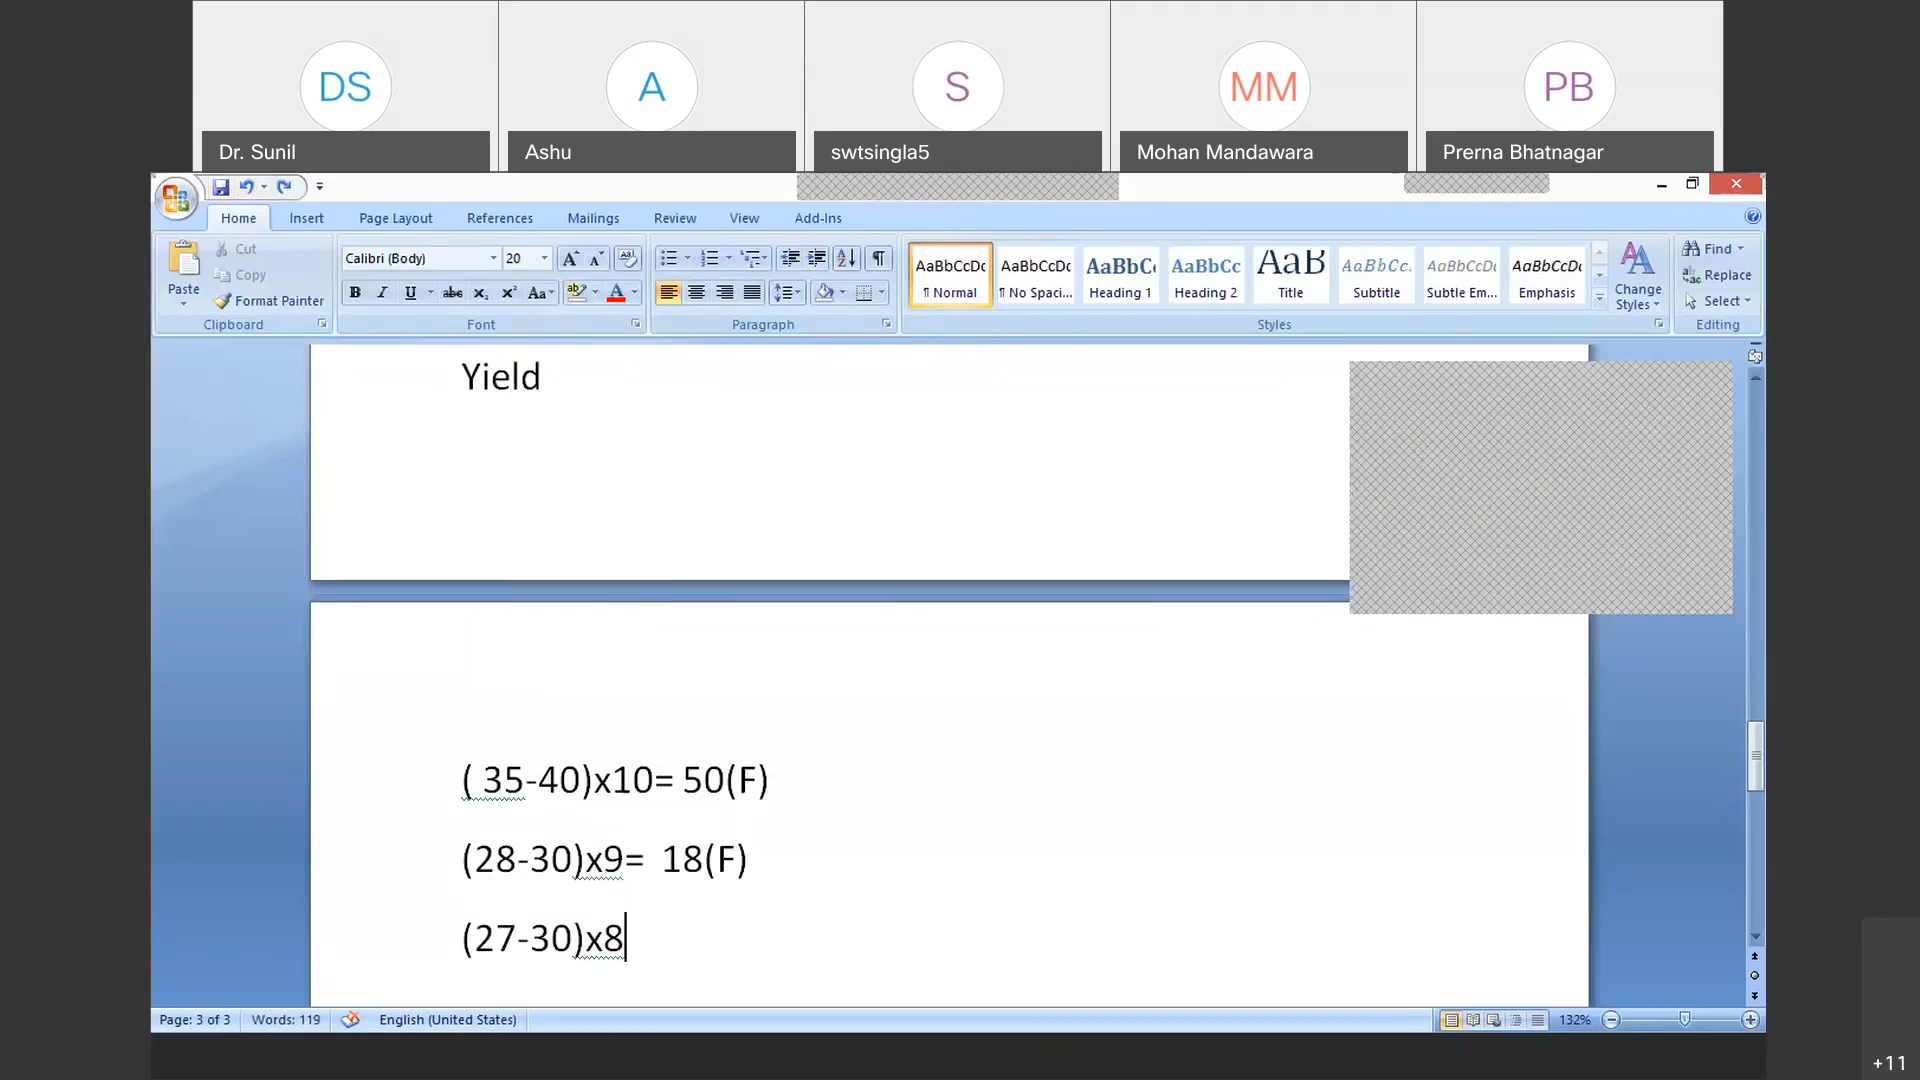 DS
A
S
MM
PB
Dr. Sunil
Ashu
swtsingla5
Mohan Mandawara
Prerna Bhatnagar
Home Insert Page Layout References Mailings Review View Add-Ins
Paste
Cut
Copy
Format Painter
Clipboard
Calibri (Body) 20
Font
Paragraph
AaBbCcDc AaBbCcDc AaBbC AaBbCc AaB AaBbCc. AaBbCcDc AaBbCcDc
¶ Normal ¶ No Spaci... Heading 1 Heading 2 Title Subtitle Subtle Em... Emphasis
Change Styles
Styles
Find
Replace
Select
Editing
Yield
( 35-40)x10= 50(F)
(28-30)x9=  18(F)
(27-30)x8
Page: 3 of 3 Words: 119 English (United States) 132%
+11